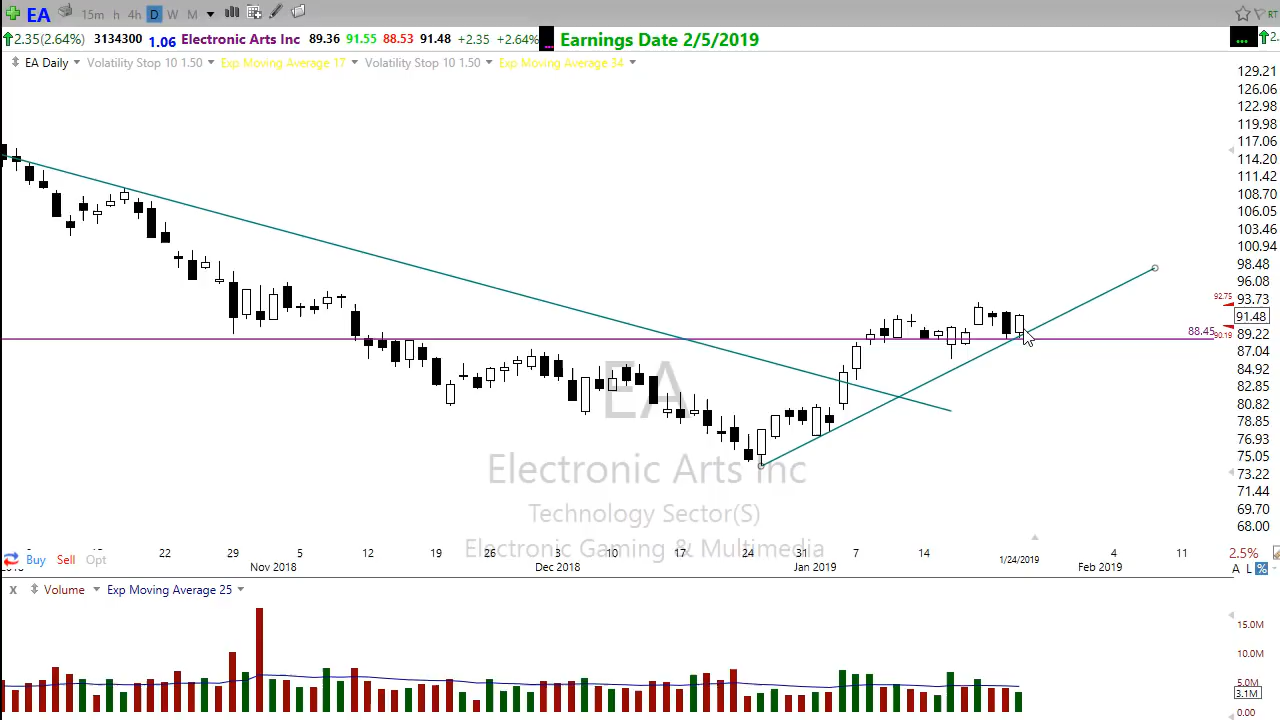 EA 15m h 4h D W M RT
2.35(2.64%) 3134300 1.06 Electronic Arts Inc 89.36 91.55 88.53 91.48 +2.35 +2.64% ... Earnings Date 2/5/2019 ... 2.
EA Daily Volatility Stop 10 1.50 Exp Moving Average 17 Volatility Stop 10 1.50 Exp Moving Average 34
129.21
126.06
122.98
119.98
117.06
114.20
111.42
108.70
106.05
103.46
100.94
98.48
96.08
92.75 93.73
91.48
88.45 90.19 89.22
87.04
84.92
82.85
80.82
78.85
76.93
75.05
73.22
71.44
69.70
68.00
EA
Electronic Arts Inc
Technology Sector(S)
Electronic Gaming & Multimedia
22 29 5 12 19 26 3 10 17 24 31 7 14 1/24/2019 4 11 2.5%
Buy Sell Opt
Nov 2018 Dec 2018 Jan 2019 Feb 2019 A L %
x Volume Exp Moving Average 25
15.0M
10.0M
5.0M
3.1M
0.00